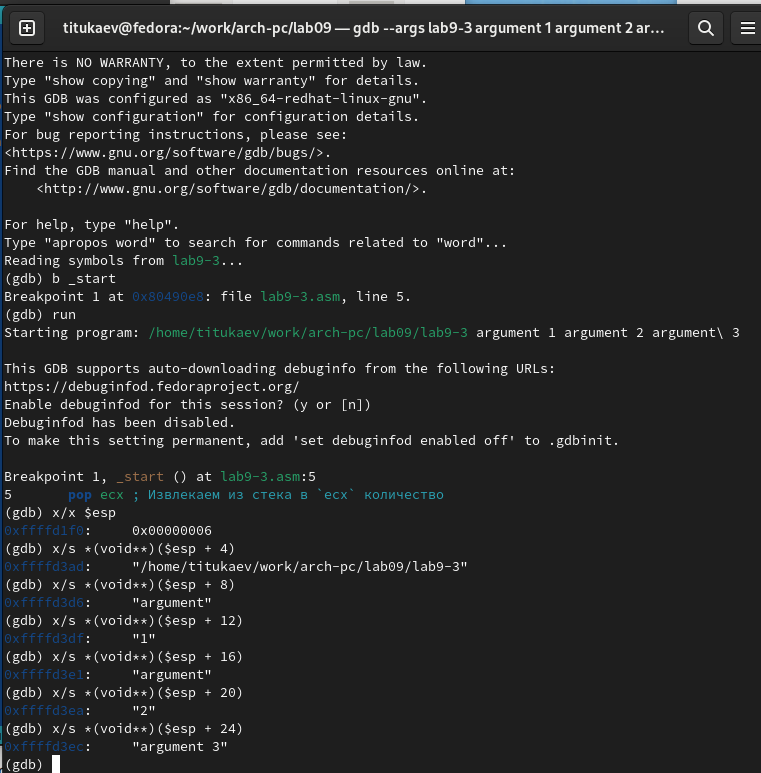 titukaev@fedora:~/work/arch-pc/lab09 — gdb --args lab9-3 argument 1 argument 2 ar...
There is NO WARRANTY, to the extent permitted by law.
Type "show copying" and "show warranty" for details.
This GDB was configured as "x86_64-redhat-linux-gnu".
Type "show configuration" for configuration details.
For bug reporting instructions, please see:
<https://www.gnu.org/software/gdb/bugs/>.
Find the GDB manual and other documentation resources online at:
    <http://www.gnu.org/software/gdb/documentation/>.

For help, type "help".
Type "apropos word" to search for commands related to "word"...
Reading symbols from lab9-3...
(gdb) b _start
Breakpoint 1 at 0x80490e8: file lab9-3.asm, line 5.
(gdb) run
Starting program: /home/titukaev/work/arch-pc/lab09/lab9-3 argument 1 argument 2 argument\ 3

This GDB supports auto-downloading debuginfo from the following URLs:
https://debuginfod.fedoraproject.org/
Enable debuginfod for this session? (y or [n])
Debuginfod has been disabled.
To make this setting permanent, add 'set debuginfod enabled off' to .gdbinit.

Breakpoint 1, _start () at lab9-3.asm:5
5       pop ecx ; Извлекаем из стека в `ecx` количество
(gdb) x/x $esp
0xffffd1f0:     0x00000006
(gdb) x/s *(void**)($esp + 4)
0xffffd3ad:     "/home/titukaev/work/arch-pc/lab09/lab9-3"
(gdb) x/s *(void**)($esp + 8)
0xffffd3d6:     "argument"
(gdb) x/s *(void**)($esp + 12)
0xffffd3df:     "1"
(gdb) x/s *(void**)($esp + 16)
0xffffd3e1:     "argument"
(gdb) x/s *(void**)($esp + 20)
0xffffd3ea:     "2"
(gdb) x/s *(void**)($esp + 24)
0xffffd3ec:     "argument 3"
(gdb)